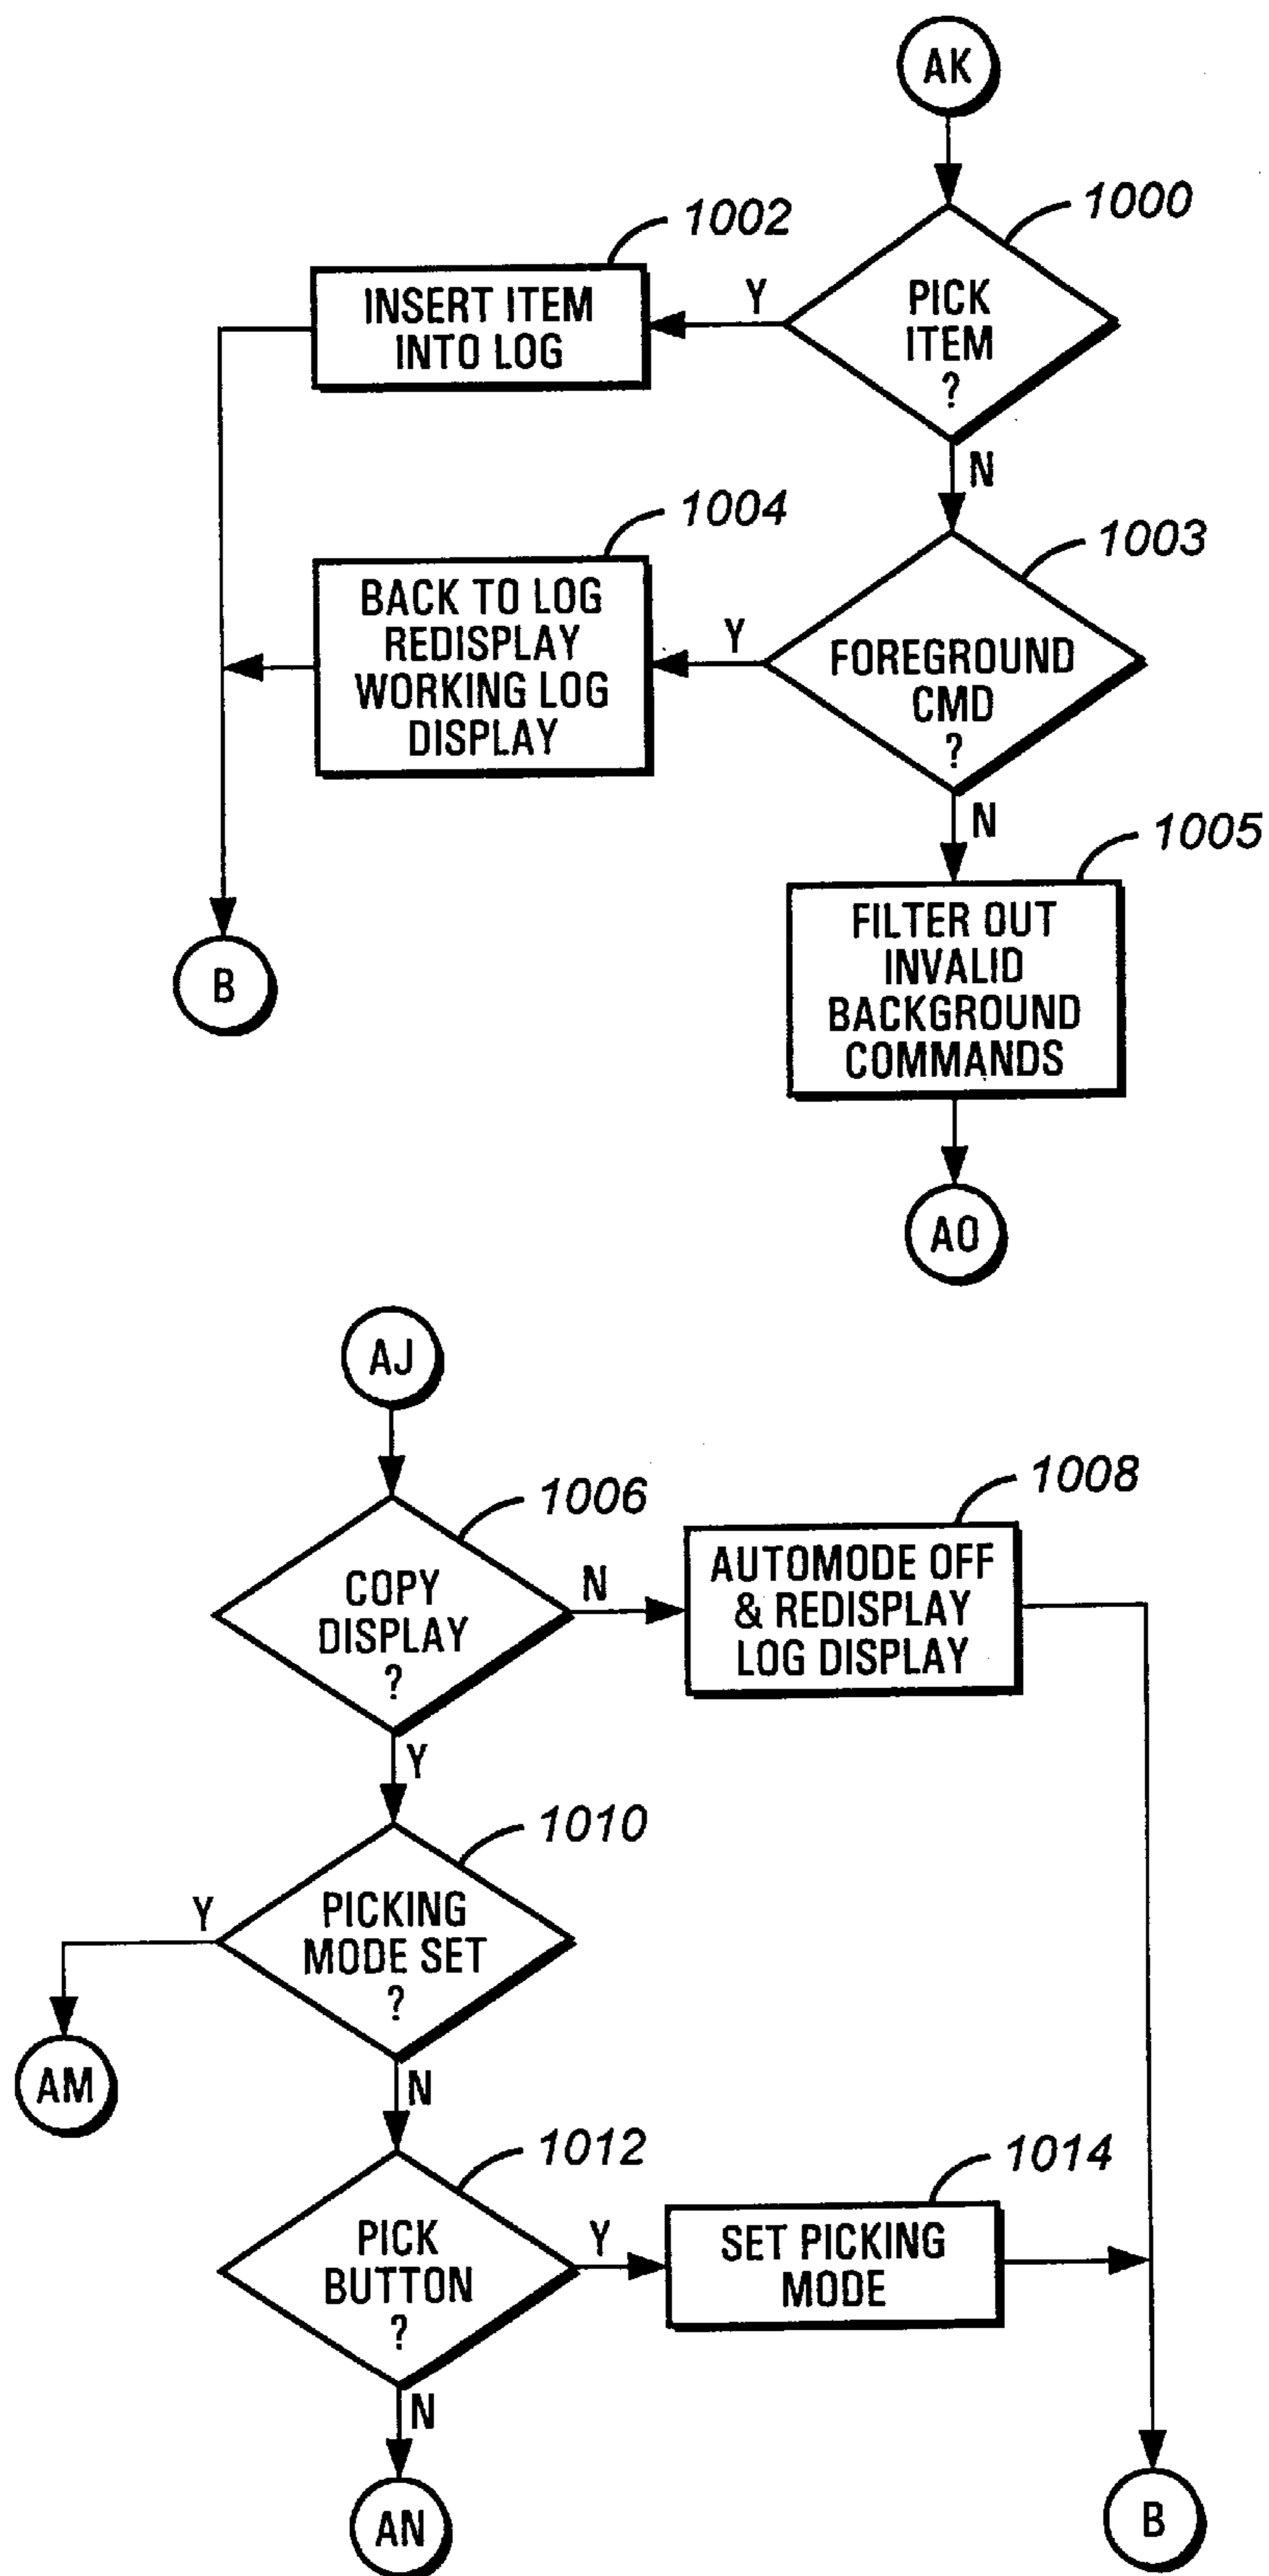 AK
1000
PICK
ITEM
?
Y
1002
INSERT ITEM
INTO LOG
N
1003
FOREGROUND
CMD
?
Y
1004
BACK TO LOG
REDISPLAY
WORKING LOG
DISPLAY
B
N
1005
FILTER OUT
INVALID
BACKGROUND
COMMANDS
AO
AJ
1006
COPY
DISPLAY
?
N
1008
AUTOMODE OFF
& REDISPLAY
LOG DISPLAY
Y
1010
PICKING
MODE SET
?
Y
AM
N
1012
PICK
BUTTON
?
Y
1014
SET PICKING
MODE
N
AN
B